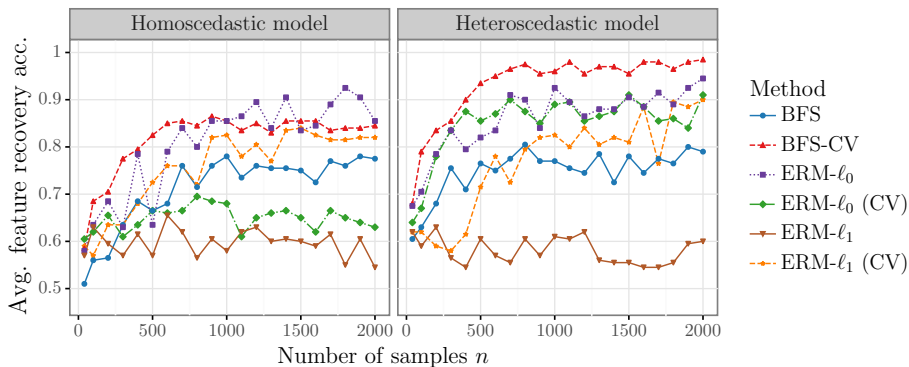 Homoscedastic model
Heteroscedastic model
Avg. feature recovery acc.
1
0.9
0.8
0.7
0.6
0.5
0 500 1000 1500 2000
0 500 1000 1500 2000
Number of samples n
Method
BFS
BFS-CV
ERM-ℓ₀
ERM-ℓ₀ (CV)
ERM-ℓ₁
ERM-ℓ₁ (CV)